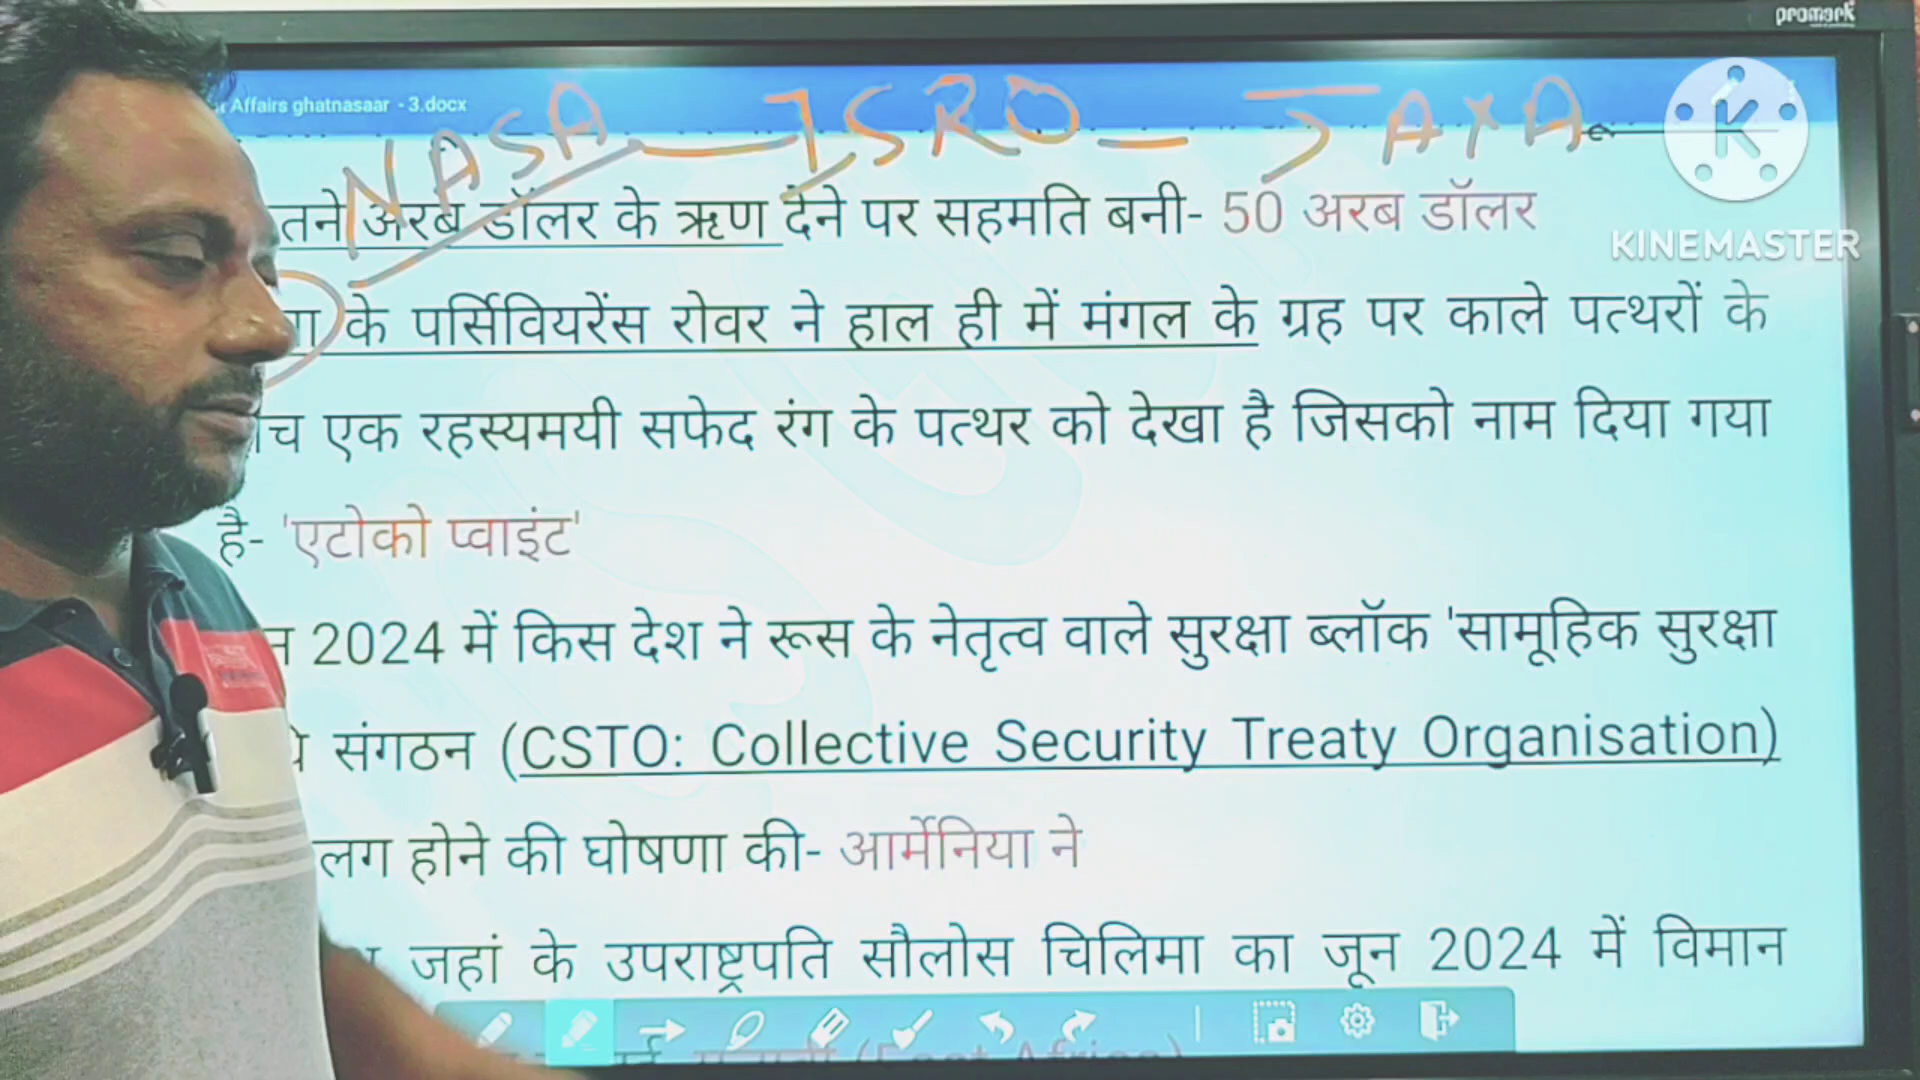 promark
Affairs ghatnasaar - 3.docx
NASA - ISRO - JAXA
KINEMASTER
तने अरब डॉलर के ऋण देने पर सहमति बनी- 50 अरब डॉलर
के पर्सिवियरेंस रोवर ने हाल ही में मंगल के ग्रह पर काले पत्थरों के
एक रहस्यमयी सफेद रंग के पत्थर को देखा है जिसको नाम दिया गया
है- 'एटोको प्वाइंट'
2024 में किस देश ने रूस के नेतृत्व वाले सुरक्षा ब्लॉक 'सामूहिक सुरक्षा
संगठन (CSTO: Collective Security Treaty Organisation)
लग होने की घोषणा की- आर्मेनिया ने
जहां के उपराष्ट्रपति सौलोस चिलिमा का जून 2024 में विमान